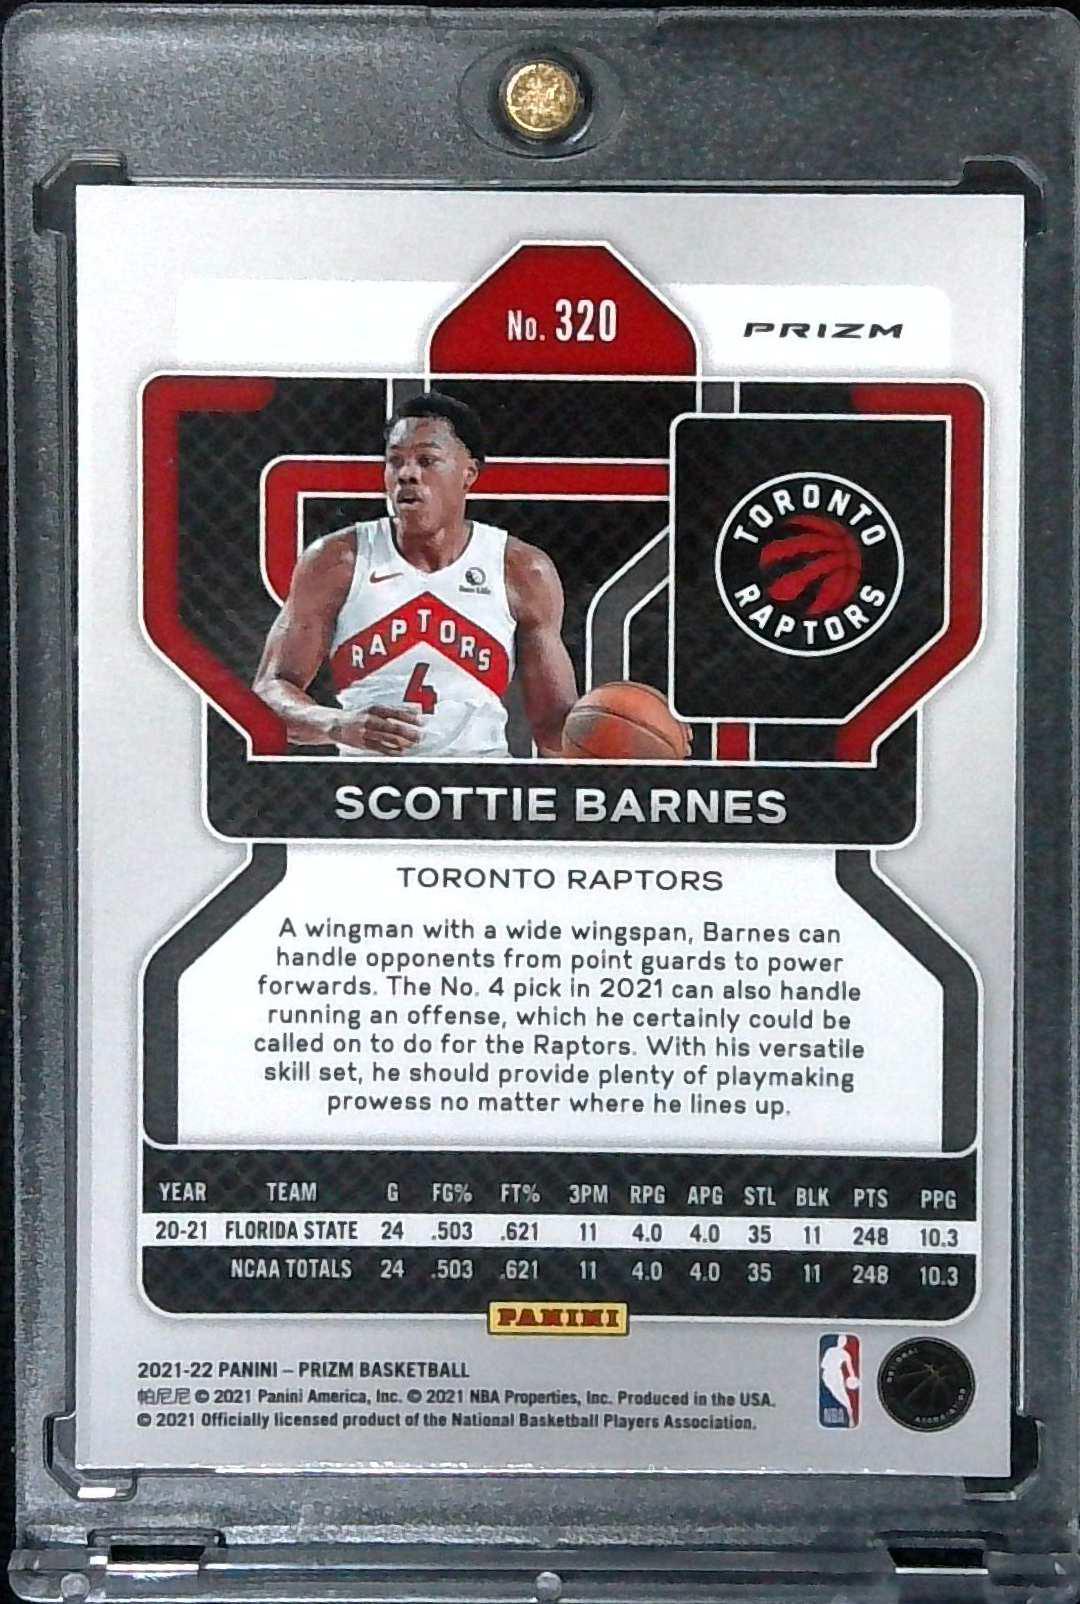 No. 320
PRIZM
TORONTO
RAPTORS
RAPTORS
4
SCOTTIE BARNES
TORONTO RAPTORS
A wingman with a wide wingspan, Barnes can
handle opponents from point guards to power
forwards. The No. 4 pick in 2021 can also handle
running an offense, which he certainly could be
called on to do for the Raptors. With his versatile
skill set, he should provide plenty of playmaking
prowess no matter where he lines up.
YEAR TEAM G FG% FT% 3PM RPG APG STL BLK PTS PPG
20-21 FLORIDA STATE 24 .503 .621 11 4.0 4.0 35 11 248 10.3
NCAA TOTALS 24 .503 .621 11 4.0 4.0 35 11 248 10.3
PANINI
2021-22 PANINI – PRIZM BASKETBALL
帕尼尼 © 2021 Panini America, Inc. © 2021 NBA Properties, Inc. Produced in the USA.
© 2021 Officially licensed product of the National Basketball Players Association.
NBA